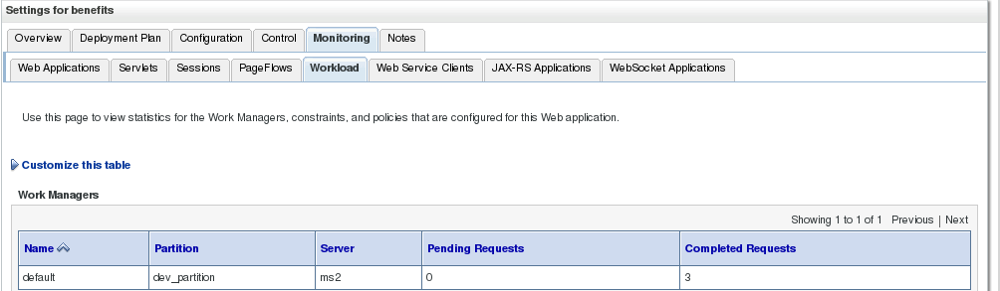 Settings for benefits
Overview Deployment Plan Configuration Control Monitoring Notes
Web Applications Servlets Sessions PageFlows Workload Web Service Clients JAX-RS Applications WebSocket Applications
Use this page to view statistics for the Work Managers, constraints, and policies that are configured for this Web application.
Customize this table
Work Managers
Showing 1 to 1 of 1 Previous | Next
Name Partition Server Pending Requests Completed Requests
default dev_partition ms2 0 3